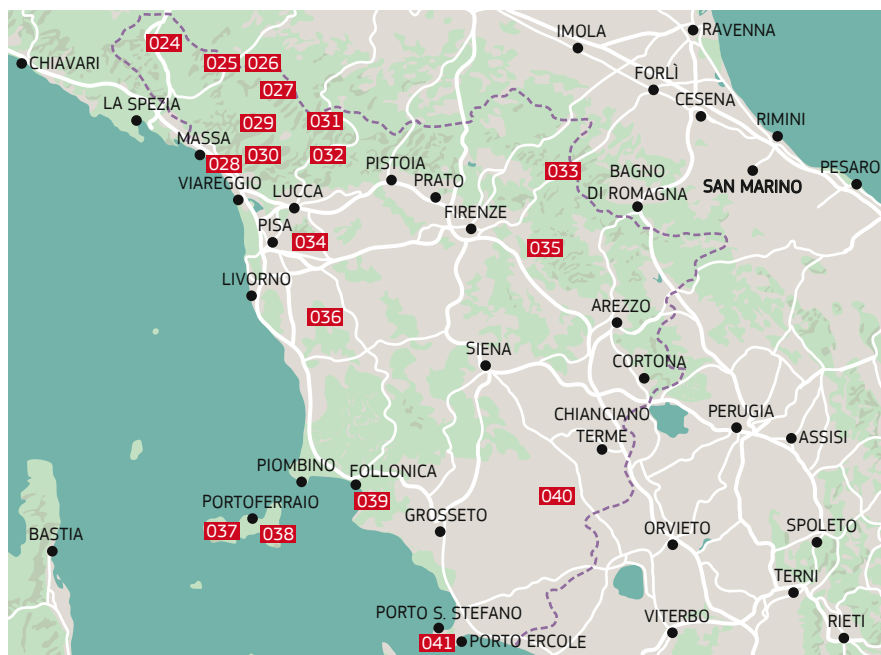 IMOLA
RAVENNA
024
025
026
CHIAVARI
FORLÌ
027
CESENA
LA SPEZIA
029
031
RIMINI
MASSA
028
030
032
PISTOIA
033
BAGNO
DI ROMAGNA
SAN MARINO
PESARO
VIAREGGIO
LUCCA
PRATO
FIRENZE
PISA
034
035
LIVORNO
036
AREZZO
SIENA
CORTONA
CHIANCIANO
TERME
PERUGIA
ASSISI
PIOMBINO
FOLLONICA
039
040
PORTOFERRAIO
037
038
GROSSETO
BASTIA
ORVIETO
SPOLETO
TERNI
PORTO S. STEFANO
041
PORTO ERCOLE
VITERBO
RIETI